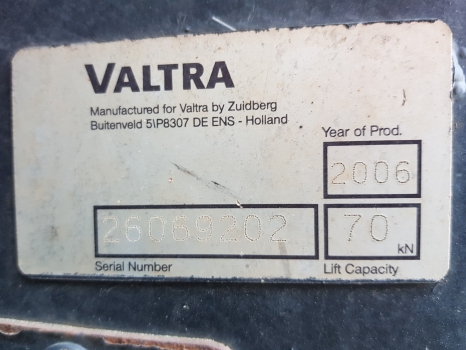 VALTRA
Manufactured for Valtra by Zuidberg
Buitenveld 5\P8307 DE ENS - Holland
Year of Prod.
2006
26069202
70 kN
Serial Number
Lift Capacity